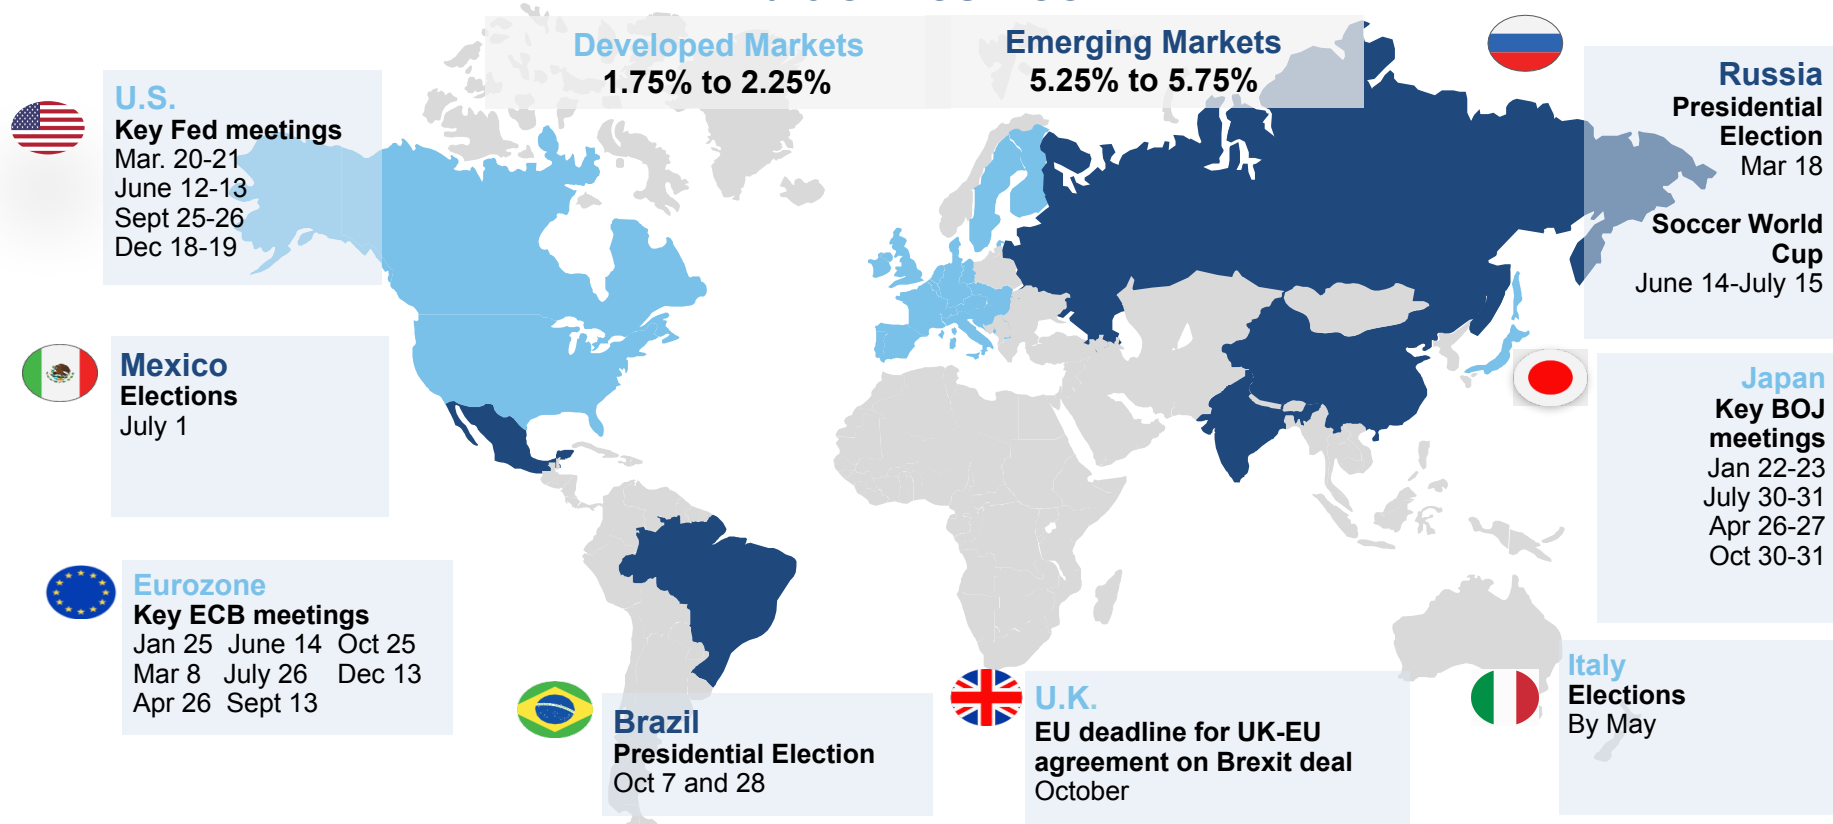 Developed Markets
1.75% to 2.25%
Emerging Markets
5.25% to 5.75%
U.S.
Key Fed meetings
Mar. 20-21
June 12-13
Sept 25-26
Dec 18-19
Russia
Presidential
Election
Mar 18
Soccer World
Cup
June 14-July 15
Mexico
Elections
July 1
Japan
Key BOJ
meetings
Jan 22-23
July 30-31
Apr 26-27
Oct 30-31
Eurozone
Key ECB meetings
Jan 25 June 14 Oct 25
Mar 8 July 26 Dec 13
Apr 26 Sept 13
Brazil
Presidential Election
Oct 7 and 28
U.K.
EU deadline for UK-EU
agreement on Brexit deal
October
Italy
Elections
By May